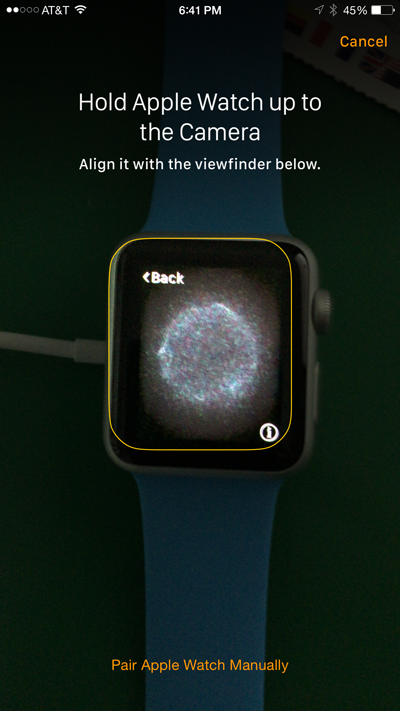 AT&T 6:41 PM 45%
Cancel
Hold Apple Watch up to
the Camera
Align it with the viewfinder below.
Back
i
Pair Apple Watch Manually